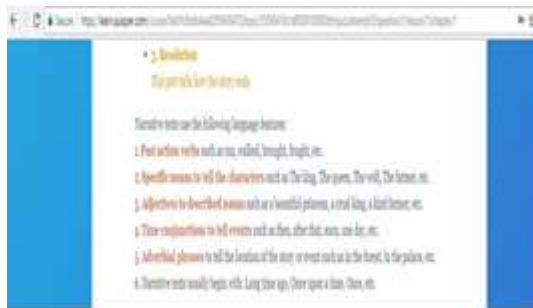 • 3. Resolution
This part tells how the story ends.
Narrative texts use the following language features:
1. Past action verbs such as ran, walked, brought, bought, etc.
2. Specific nouns to tell the characters such as The king, The queen, The wolf, The farmer, etc.
3. Adjectives to described nouns such as a beautiful princess, a cruel king, a kind farmer, etc.
4. Time conjunctions to tell events such as then, after that, soon, one day, etc.
5. Adverbial phrases to tell the location of the story or event such as in the forest, in the palace, etc.
6. Narrative texts usually begin with: Long time ago, Once upon a time, Once, etc.